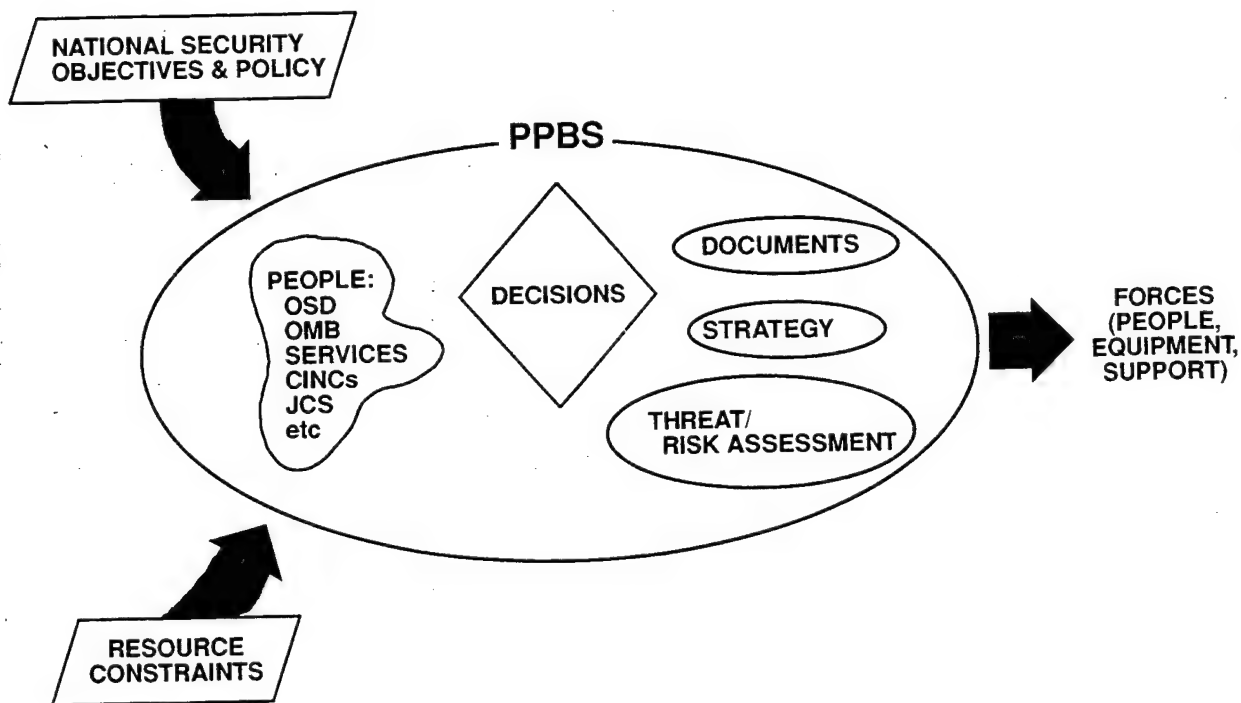 NATIONAL SECURITY
OBJECTIVES & POLICY
PPBS
PEOPLE:
OSD
OMB
SERVICES
CINCs
JCS
etc
DECISIONS
DOCUMENTS
STRATEGY
THREAT/
RISK ASSESSMENT
FORCES
(PEOPLE,
EQUIPMENT,
SUPPORT)
RESOURCE
CONSTRAINTS